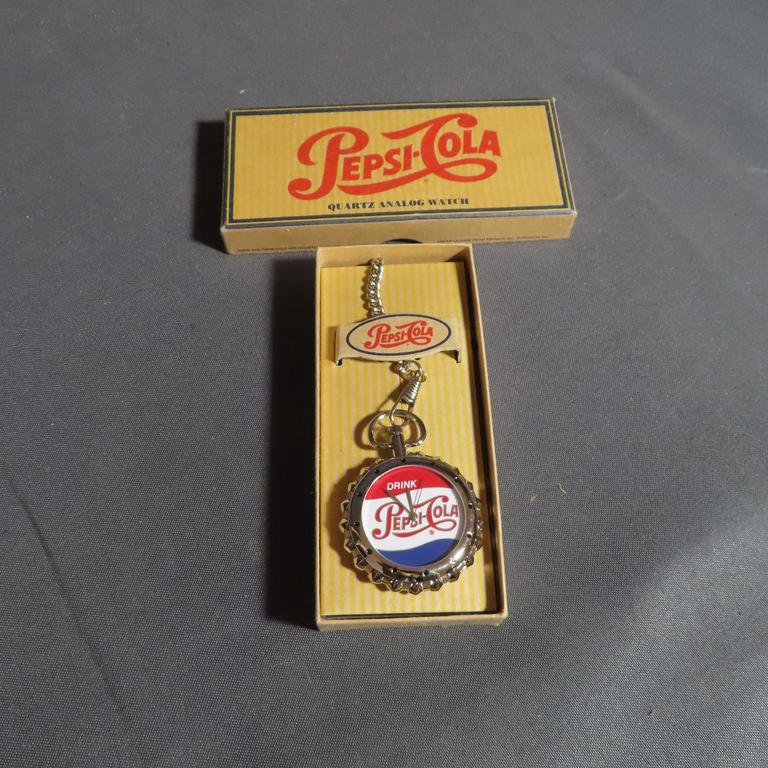 PEPSI-COLA
QUARTZ ANALOG WATCH
PEPSI-COLA
DRINK
PEPSI-COLA